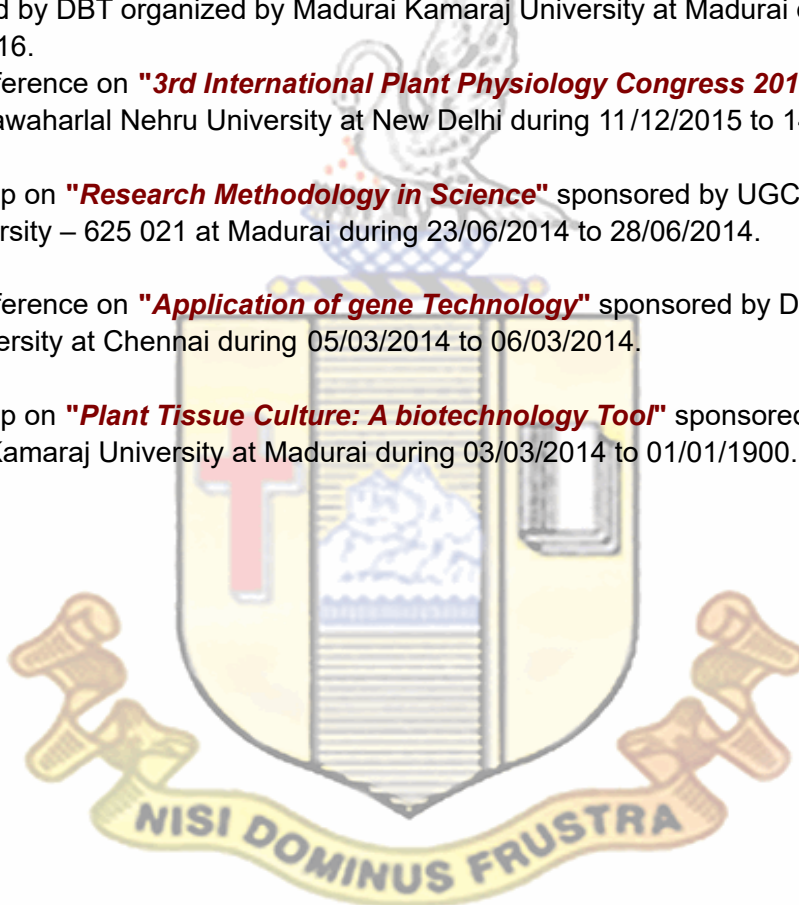 d by DBT organized by Madurai Kamaraj University at Madurai
16.
ference on "3rd International Plant Physiology Congress 201
awaharlal Nehru University at New Delhi during 11/12/2015 to 1
p on "Research Methodology in Science" sponsored by UGC
rsity – 625 021 at Madurai during 23/06/2014 to 28/06/2014.
ference on "Application of gene Technology" sponsored by D
ersity at Chennai during 05/03/2014 to 06/03/2014.
p on "Plant Tissue Culture: A biotechnology Tool" sponsored
Kamaraj University at Madurai during 03/03/2014 to 01/01/1900.
NISI DOMINUS FRUSTRA